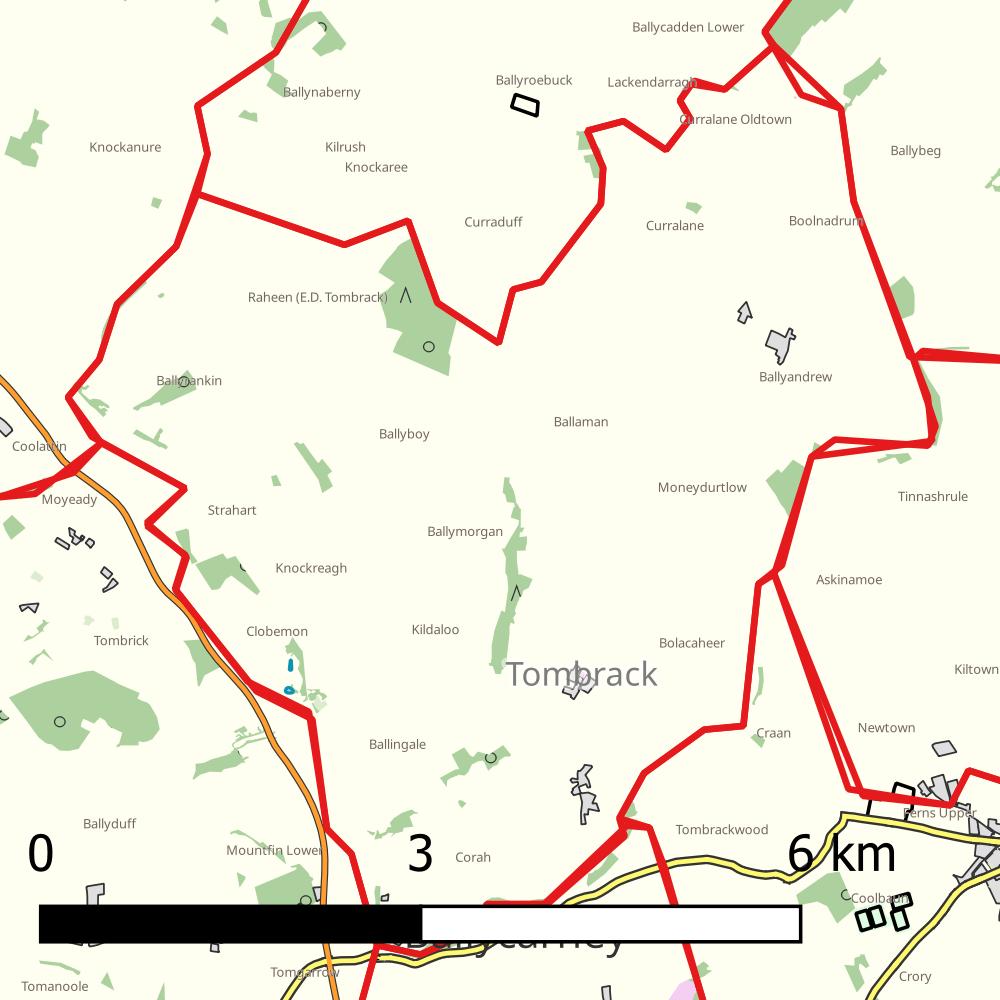 Ballycadden Lower
Ballyroebuck
Lackendarragh
Ballynaberny
Curralane Oldtown
Knockanure
Kilrush
Ballybeg
Knockaree
Curraduff
Curralane
Boolnadrum
Raheen (E.D. Tombrack)
Ballyrankin
Ballyandrew
Ballaman
Ballyboy
Coolattin
Moneydurtlow
Moyeady
Tinnashrule
Strahart
Ballymorgan
Knockreagh
Askinamoe
Clobemon
Kildaloo
Tombrick
Bolacaheer
Kiltown
Tombrack
Newtown
Craan
Ballingale
Ferns Upper
Ballyduff
Tombrackwood
Mountfin Lower
Corah
0 3 6 km
Coolbaun
Ballycarney
Tomgarrow
Crory
Tomanoole